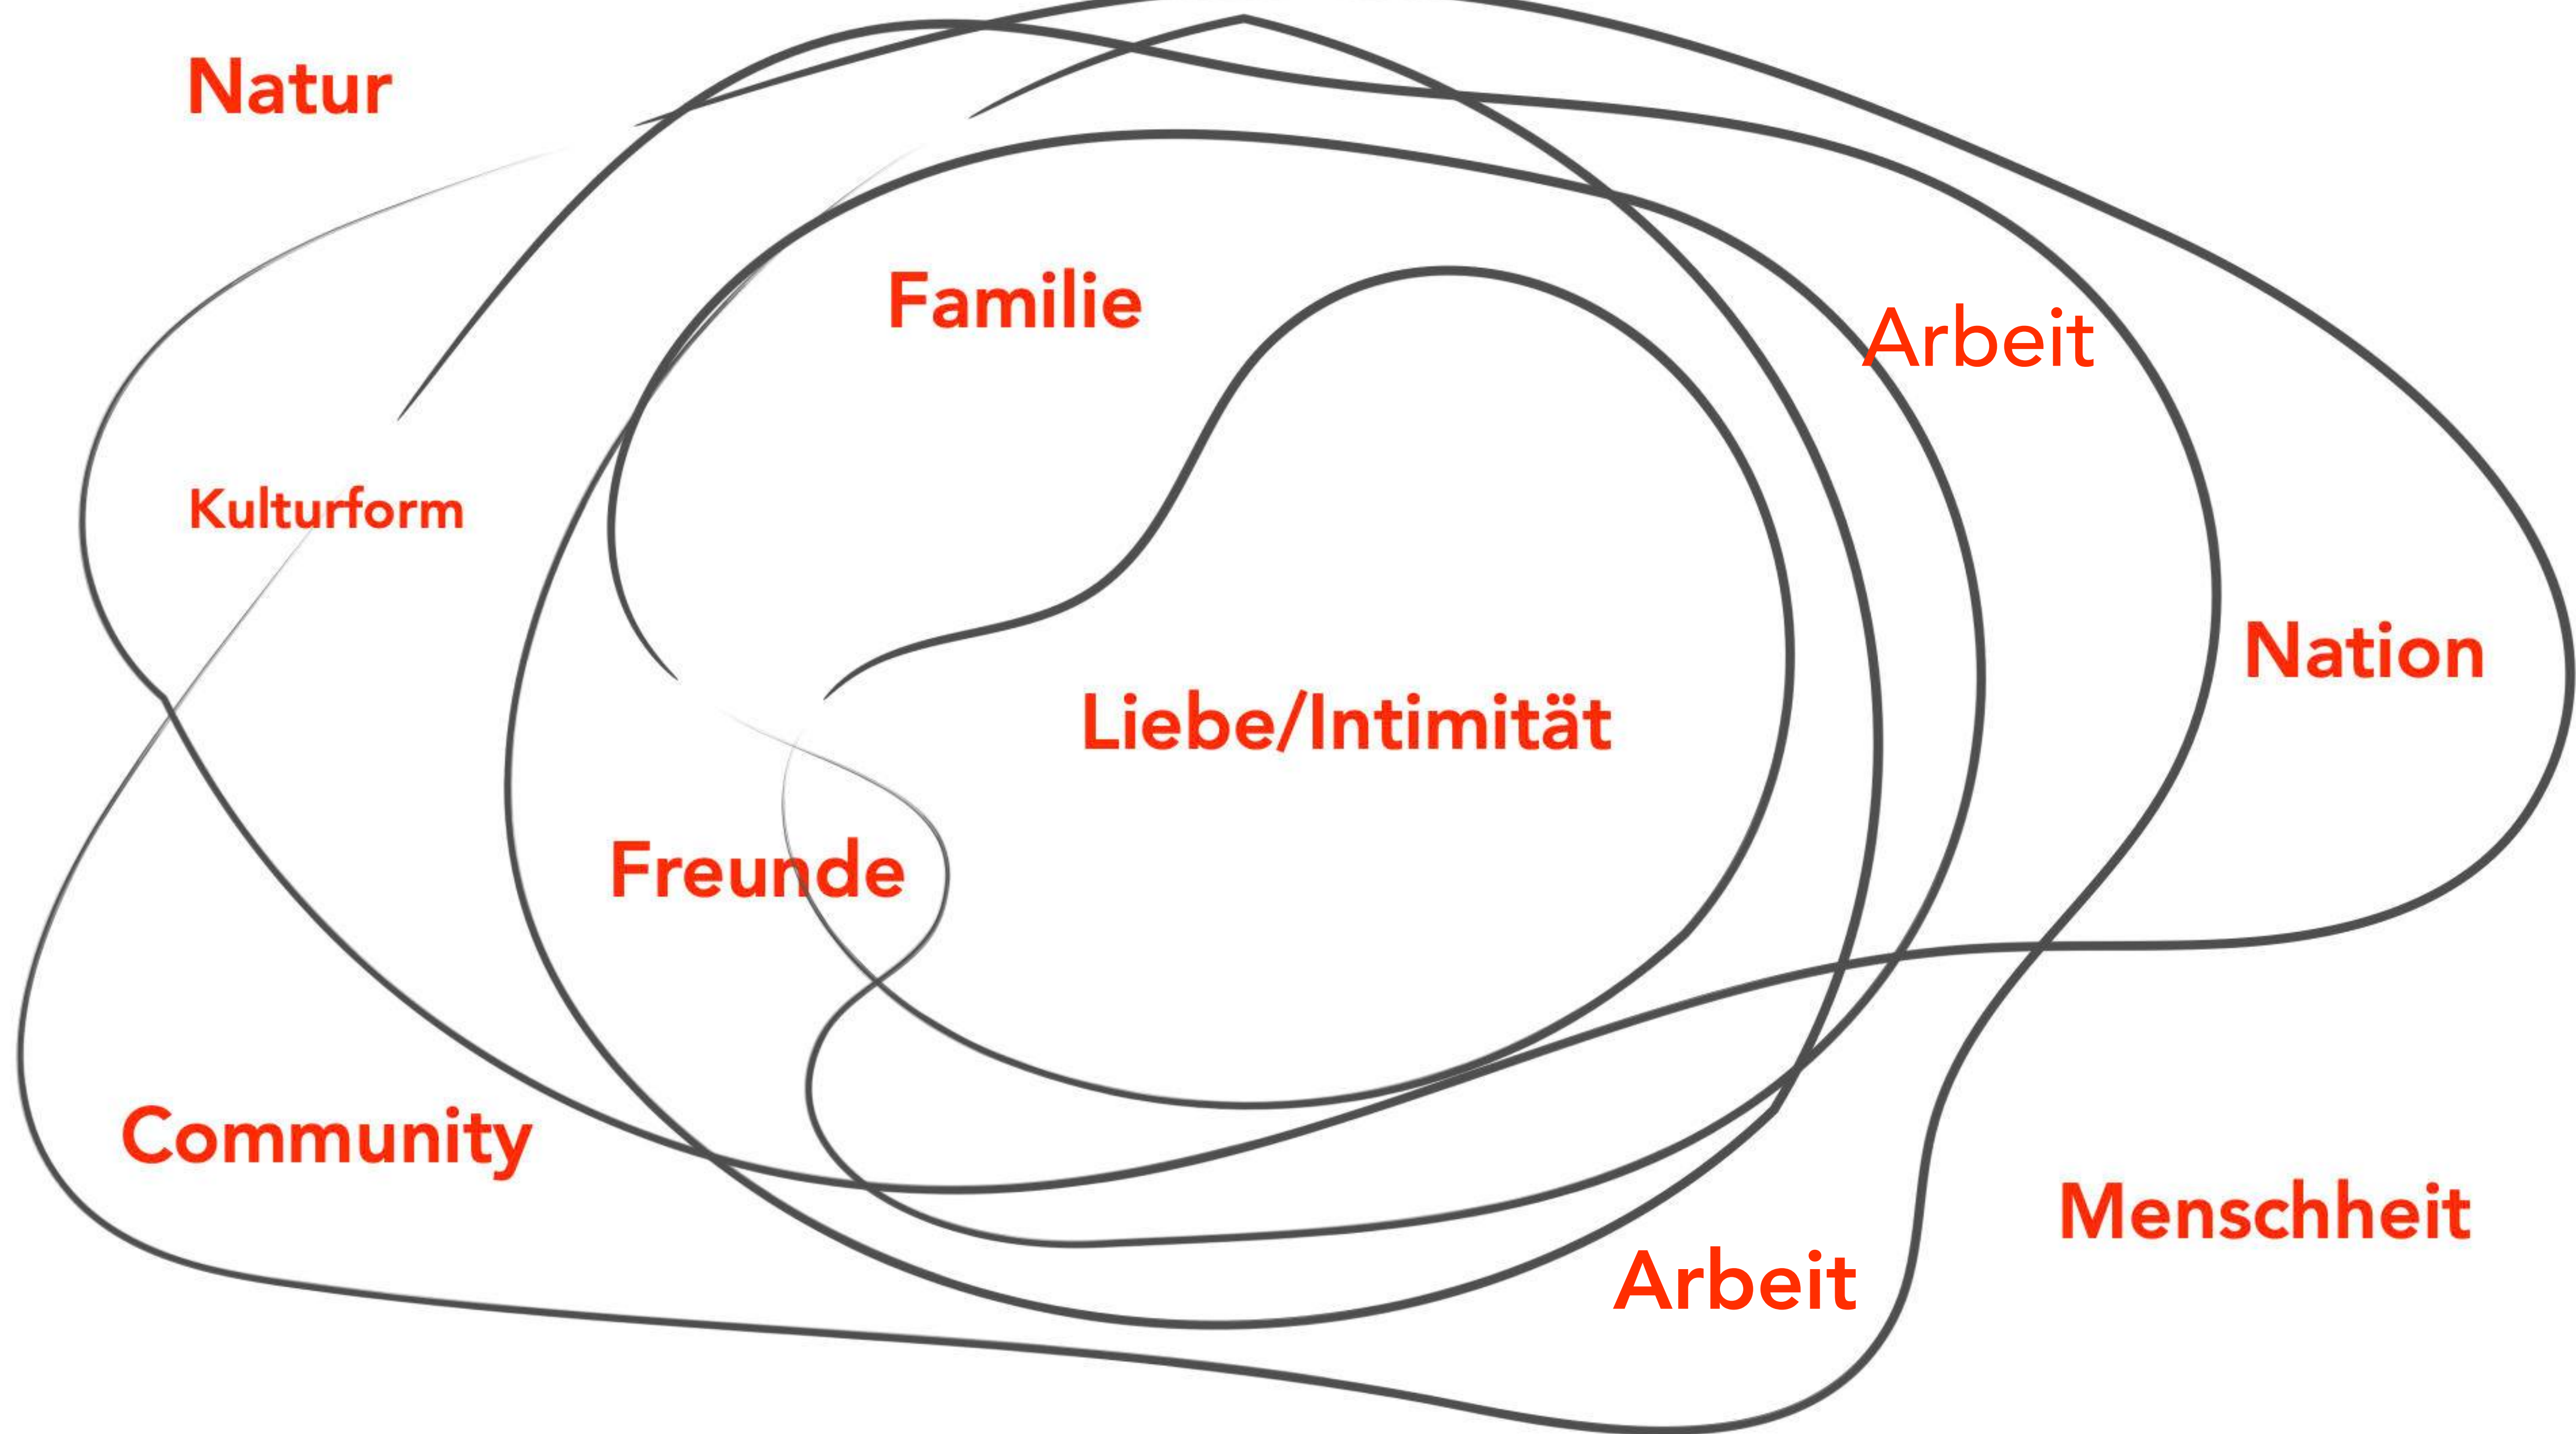 Natur
Familie
Arbeit
Kulturform
Nation
Liebe/Intimität
Freunde
Community
Menschheit
Arbeit